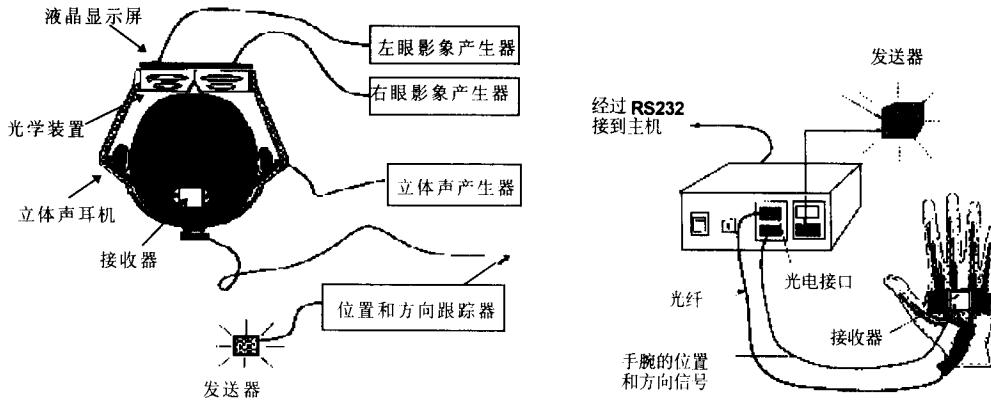 液晶显示屏
左眼影象产生器
右眼影象产生器
光学装置
立体声产生器
立体声耳机
接收器
位置和方向跟踪器
发送器
发送器
经过 RS232
接到主机
光电接口
光纤
接收器
手腕的位置
和方向信号